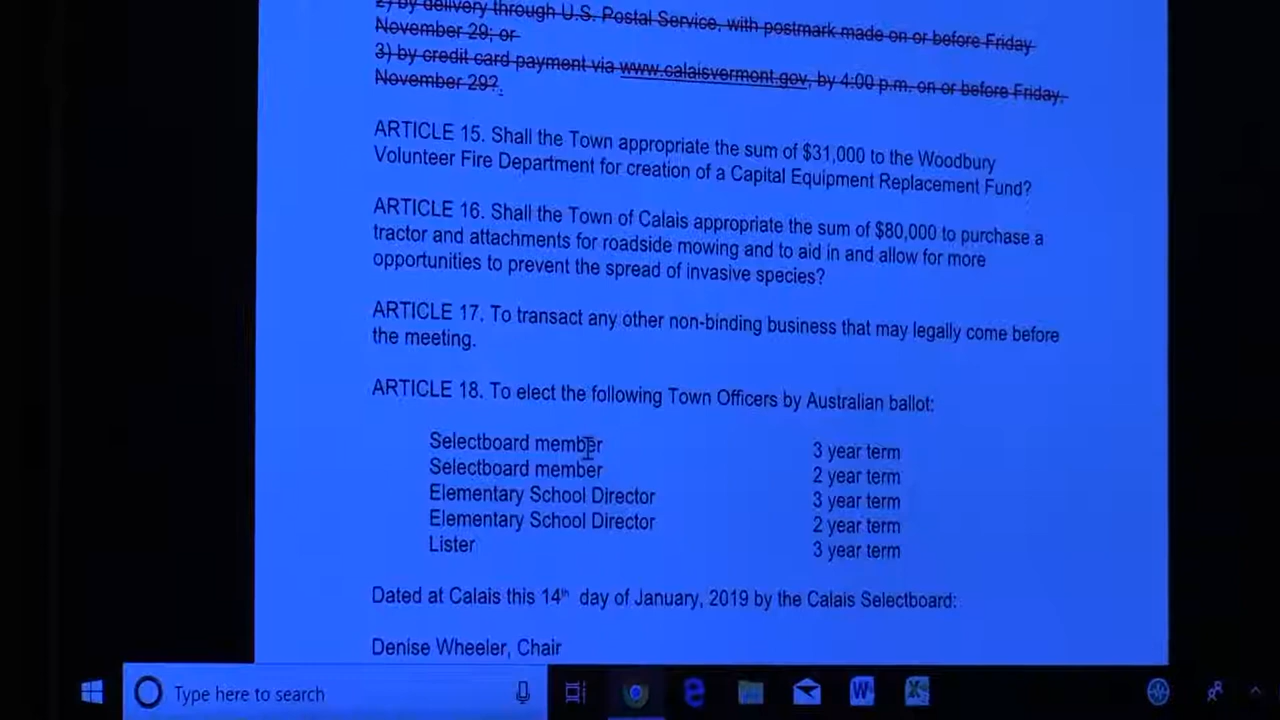 2) by delivery through U.S. Postal Service, with postmark made on or before Friday
November 29; or
3) by credit card payment via www.calaisvermont.gov, by 4:00 p.m. on or before Friday,
November 29?.
ARTICLE 15. Shall the Town appropriate the sum of $31,000 to the Woodbury
Volunteer Fire Department for creation of a Capital Equipment Replacement Fund?
ARTICLE 16. Shall the Town of Calais appropriate the sum of $80,000 to purchase a
tractor and attachments for roadside mowing and to aid in and allow for more
opportunities to prevent the spread of invasive species?
ARTICLE 17. To transact any other non-binding business that may legally come before
the meeting.
ARTICLE 18. To elect the following Town Officers by Australian ballot:
Selectboard member 3 year term
Selectboard member 2 year term
Elementary School Director 3 year term
Elementary School Director 2 year term
Lister 3 year term
Dated at Calais this 14th day of January, 2019 by the Calais Selectboard:
Denise Wheeler, Chair
Type here to search